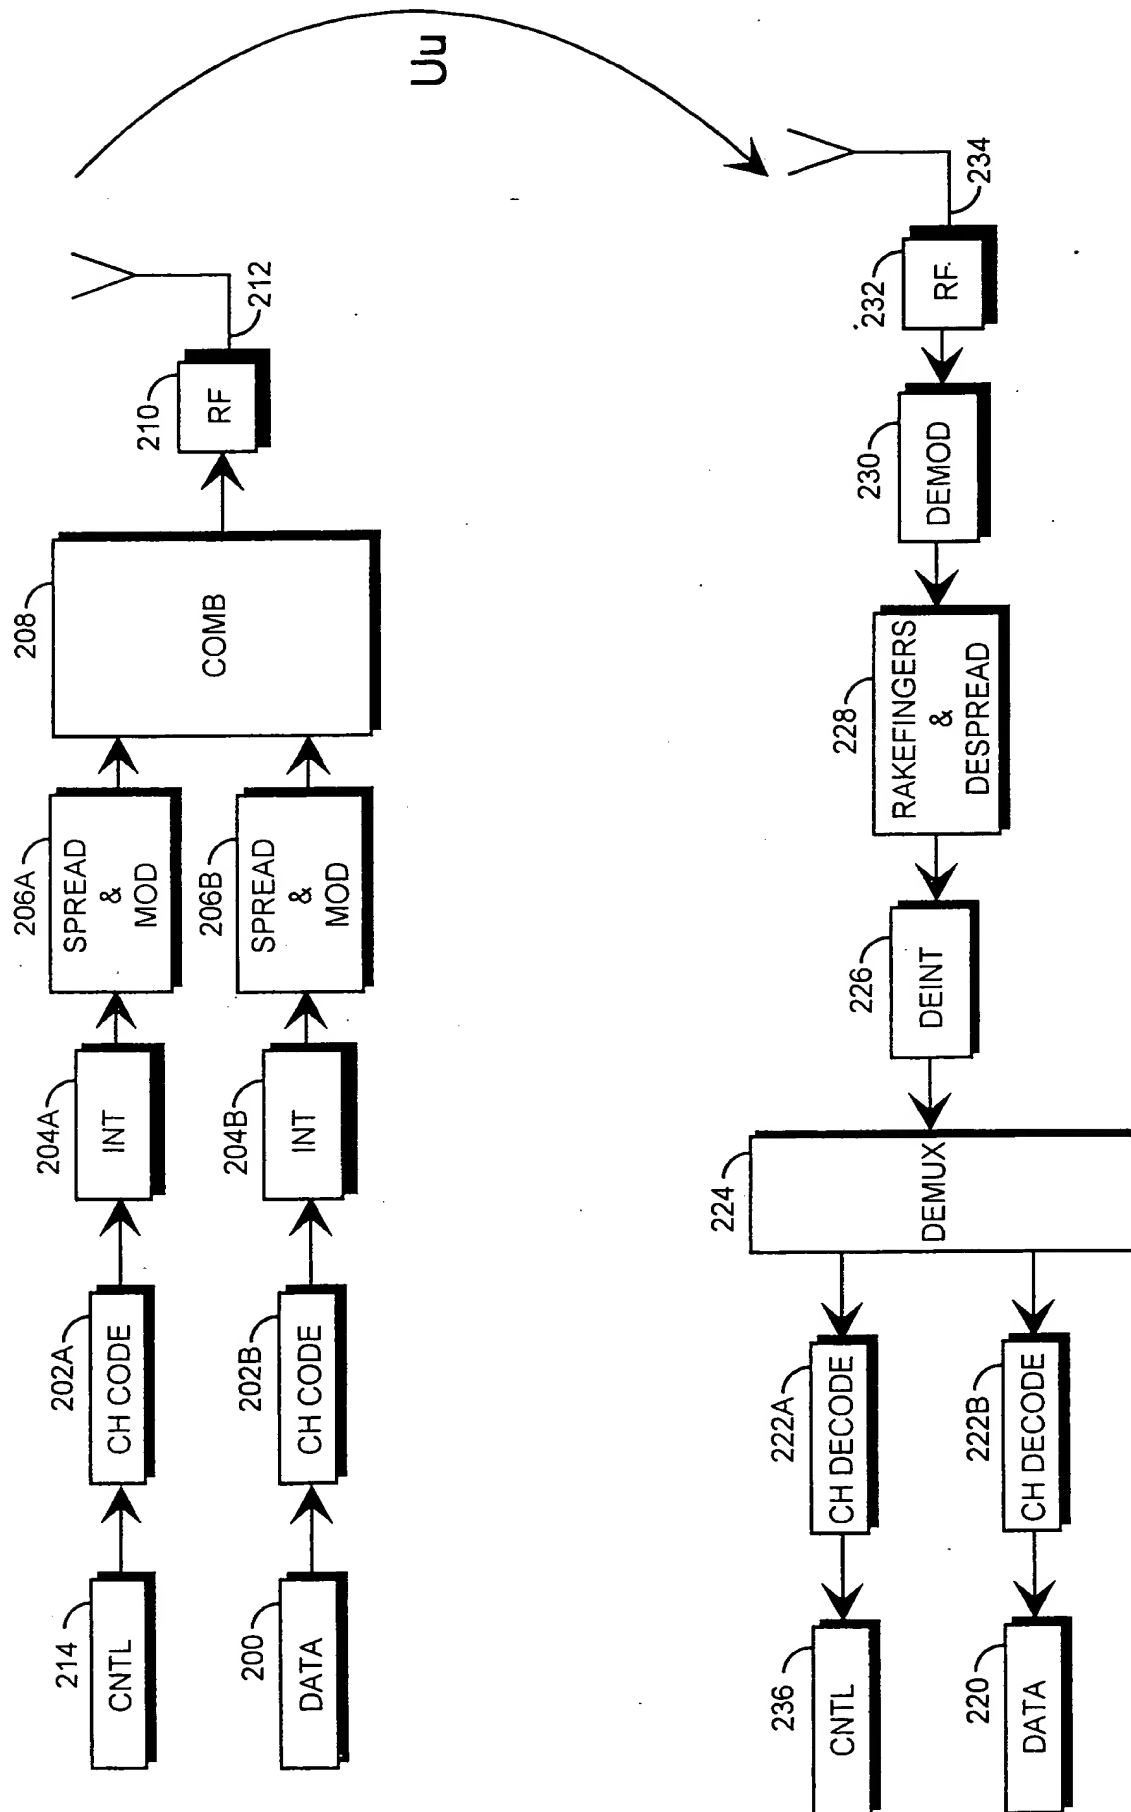 214
CNTL
202A
CH CODE
204A
INT
206A
SPREAD
&
MOD
208
COMB
210
RF
212
200
DATA
202B
CH CODE
204B
INT
206B
SPREAD
&
MOD
Uu
236
CNTL
222A
CH DECODE
224
DEMUX
226
DEINT
228
RAKEFINGERS
&
DESPREAD
230
DEMOD
232
RF
234
220
DATA
222B
CH DECODE